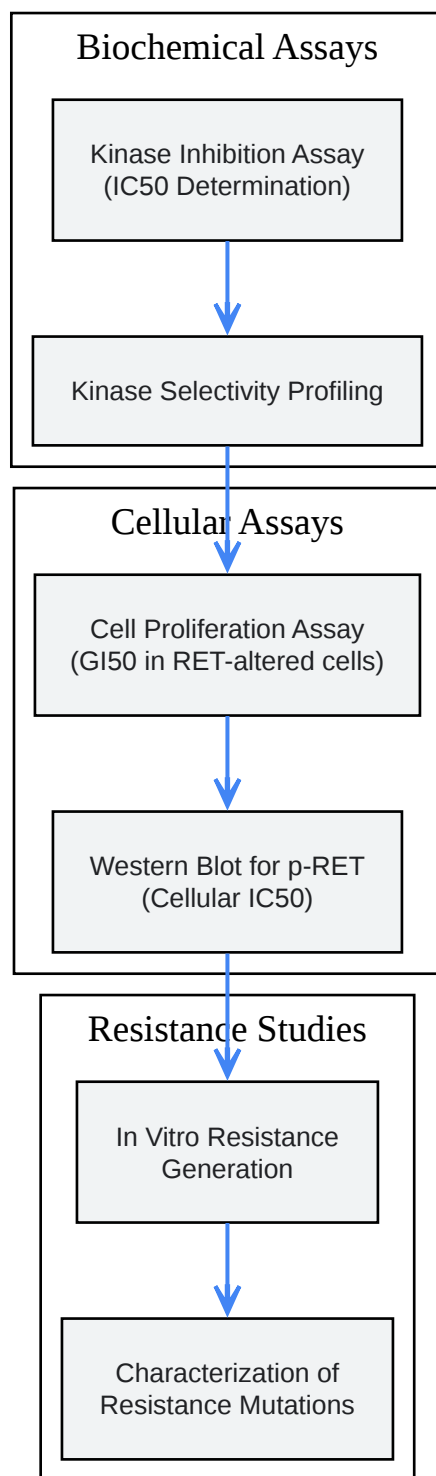 Biochemical Assays
Kinase Inhibition Assay
(IC50 Determination)
Kinase Selectivity Profiling
Cellular Assays
Cell Proliferation Assay
(GI50 in RET-altered cells)
Western Blot for p-RET
(Cellular IC50)
Resistance Studies
In Vitro Resistance
Generation
Characterization of
Resistance Mutations